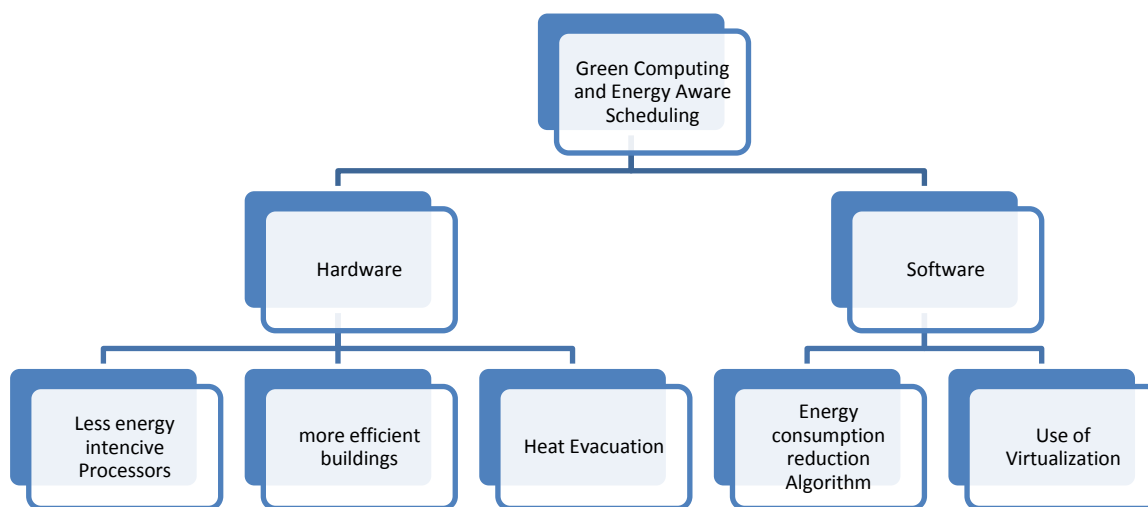 Green Computing
and Energy Aware
Scheduling
Hardware
Software
Less energy
intencive
Processors
more efficient
buildings
Heat Evacuation
Energy
consumption
reduction
Algorithm
Use of
Virtualization